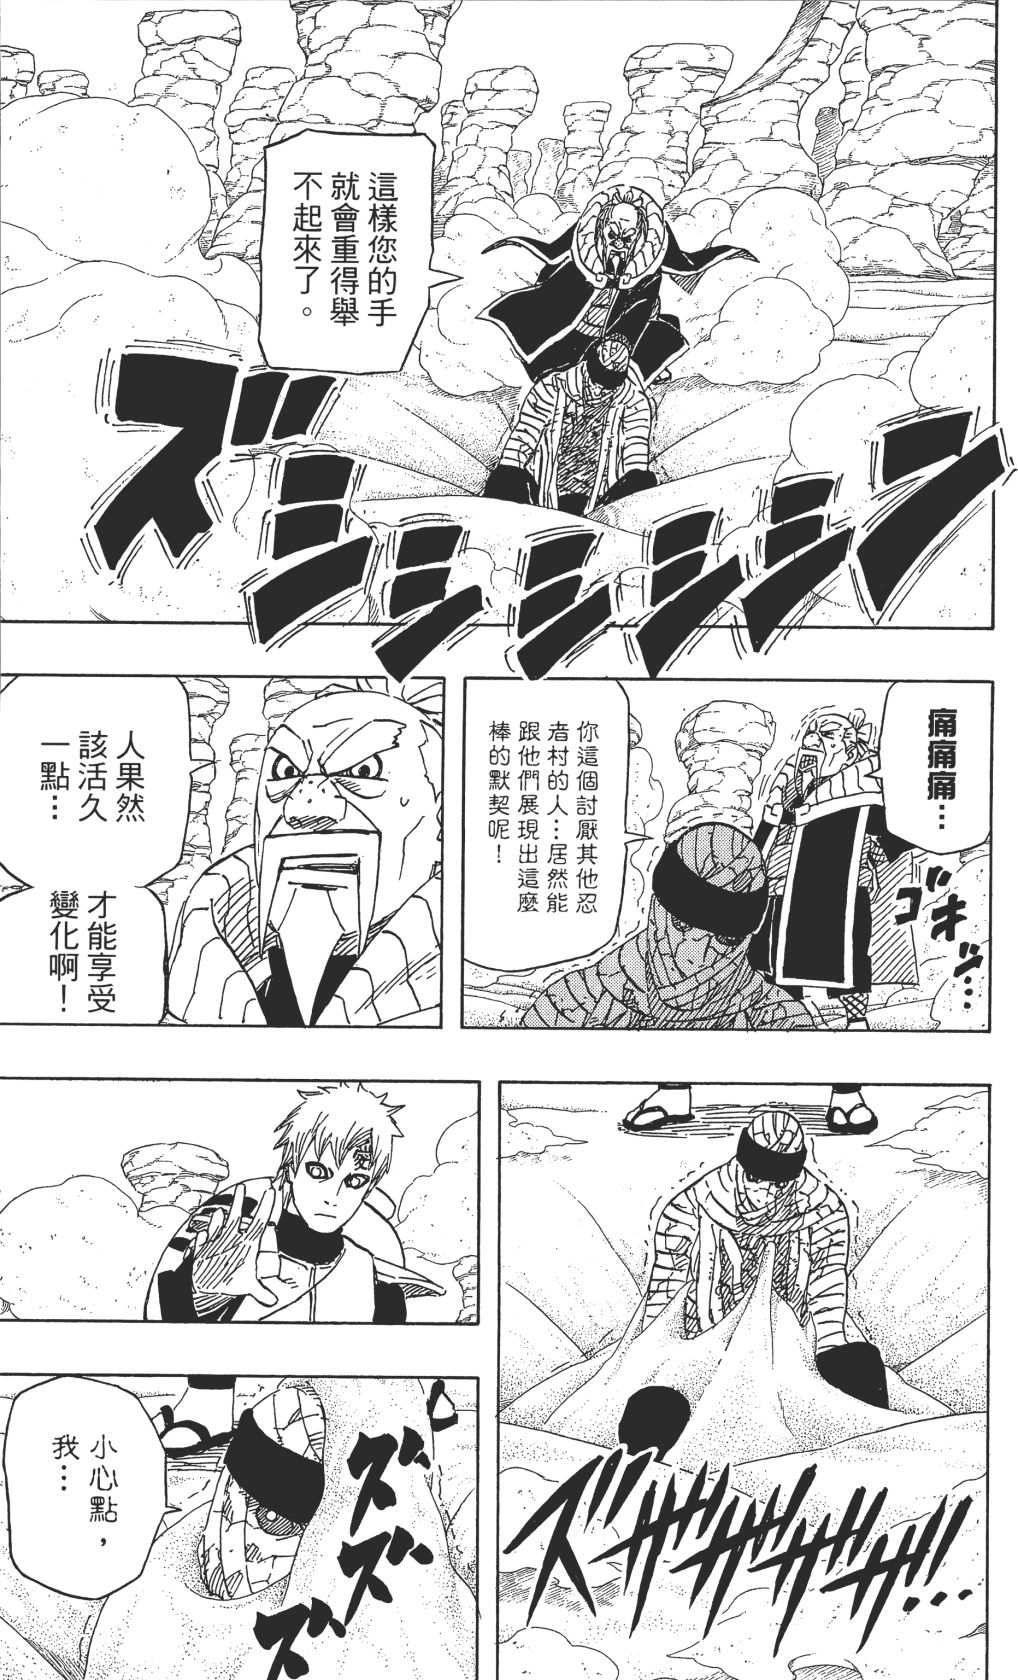 這樣您的手
就會重得舉
不起來了。
ズシシシシシン
痛痛痛…
ゴキッ…
你這個討厭其他忍
者村的人…居然能
跟他們展現出這麼
棒的默契呢！
人果然
該活久
一點…
才能享受
變化啊！
ズザザザザ!!!…
愛
ズズズ
小心點，
我…